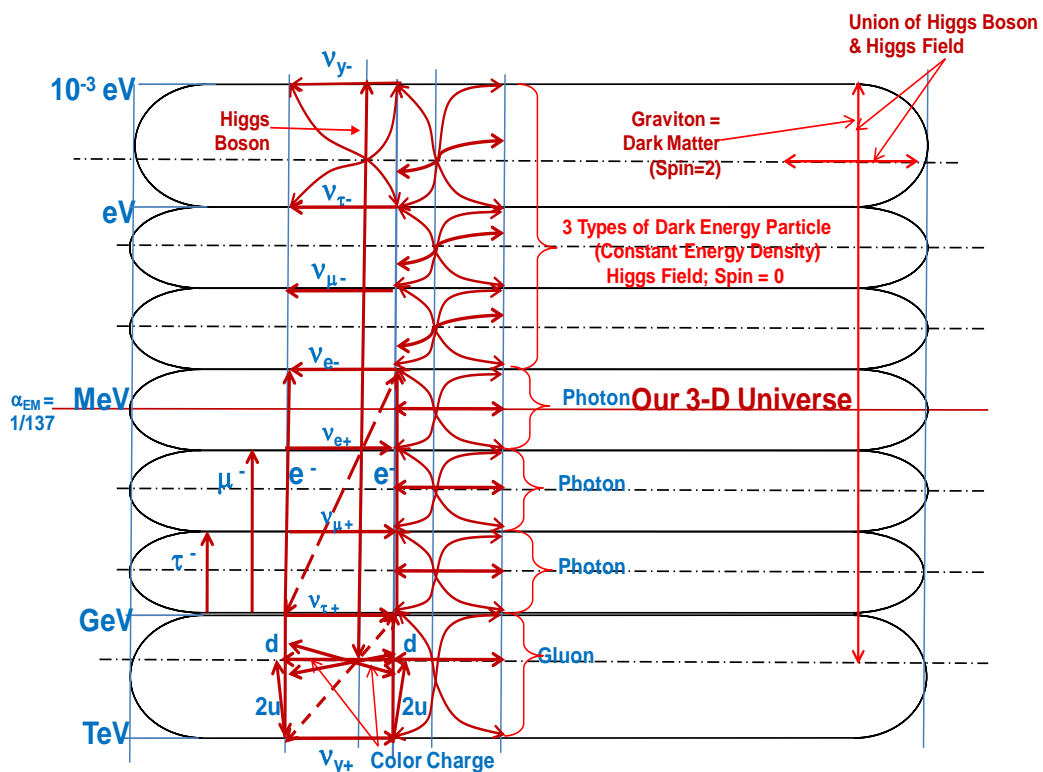 Union of Higgs Boson
& Higgs Field
νy-
10-3 eV
Higgs
Boson
Graviton =
Dark Matter
(Spin=2)
ντ-
eV
3 Types of Dark Energy Particle
(Constant Energy Density)
Higgs Field; Spin = 0
νμ-
νe-
MeV
αEM =
1/137
Photon
Our 3-D Universe
νe+
μ-
e-
e-
Photon
νμ+
τ-
Photon
ντ+
GeV
d
d
Gluon
2u
2u
TeV
νy+
Color Charge